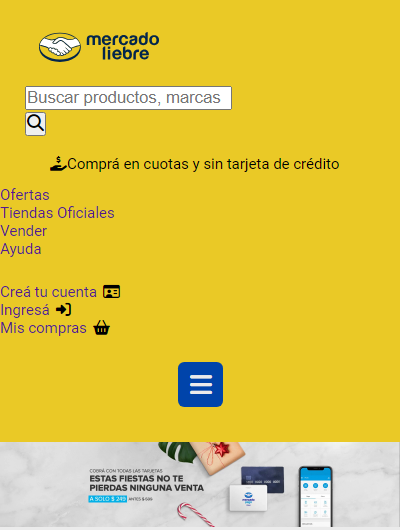 mercado
liebre
Buscar productos, marcas
Comprá en cuotas y sin tarjeta de crédito
Ofertas
Tiendas Oficiales
Vender
Ayuda
Creá tu cuenta
Ingresá
Mis compras
COBRÁ CON TODAS LAS TARJETAS
ESTAS FIESTAS NO TE
PIERDAS NINGUNA VENTA
A SOLO $ 249 ANTES $ 599